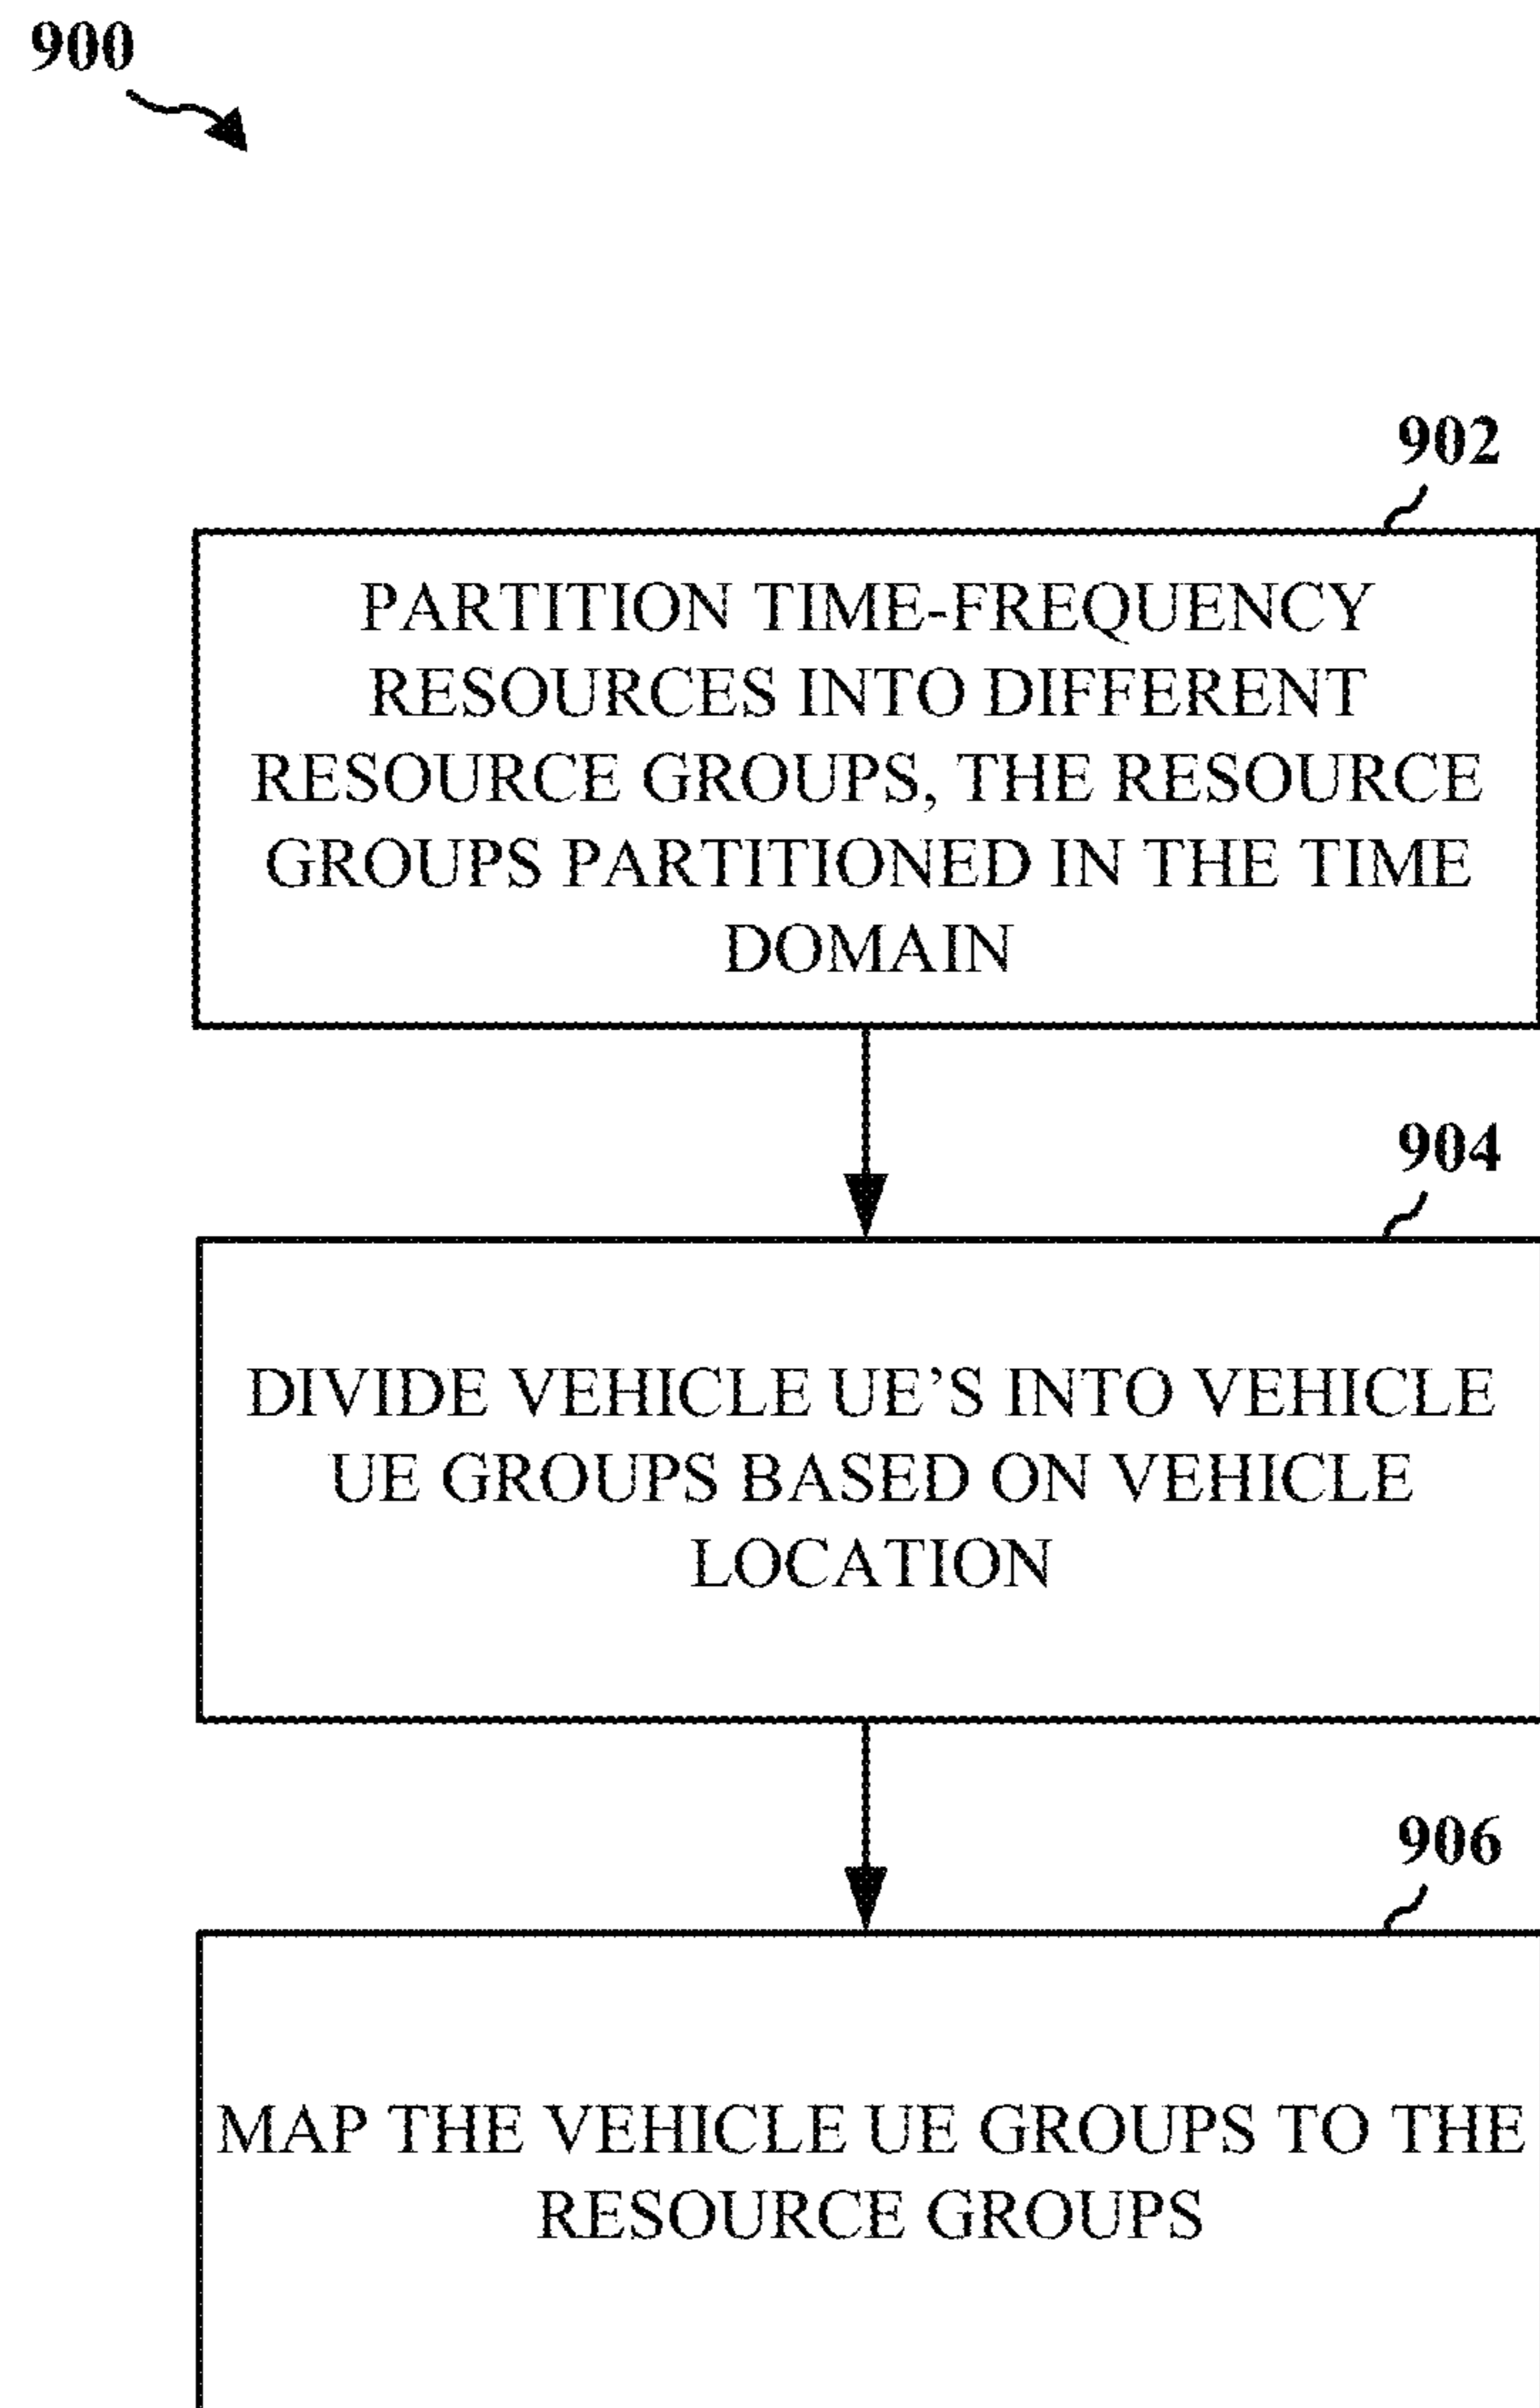 900
902
PARTITION TIME-FREQUENCY
RESOURCES INTO DIFFERENT
RESOURCE GROUPS, THE RESOURCE
GROUPS PARTITIONED IN THE TIME
DOMAIN
904
DIVIDE VEHICLE UE’S INTO VEHICLE
UE GROUPS BASED ON VEHICLE
LOCATION
906
MAP THE VEHICLE UE GROUPS TO THE
RESOURCE GROUPS